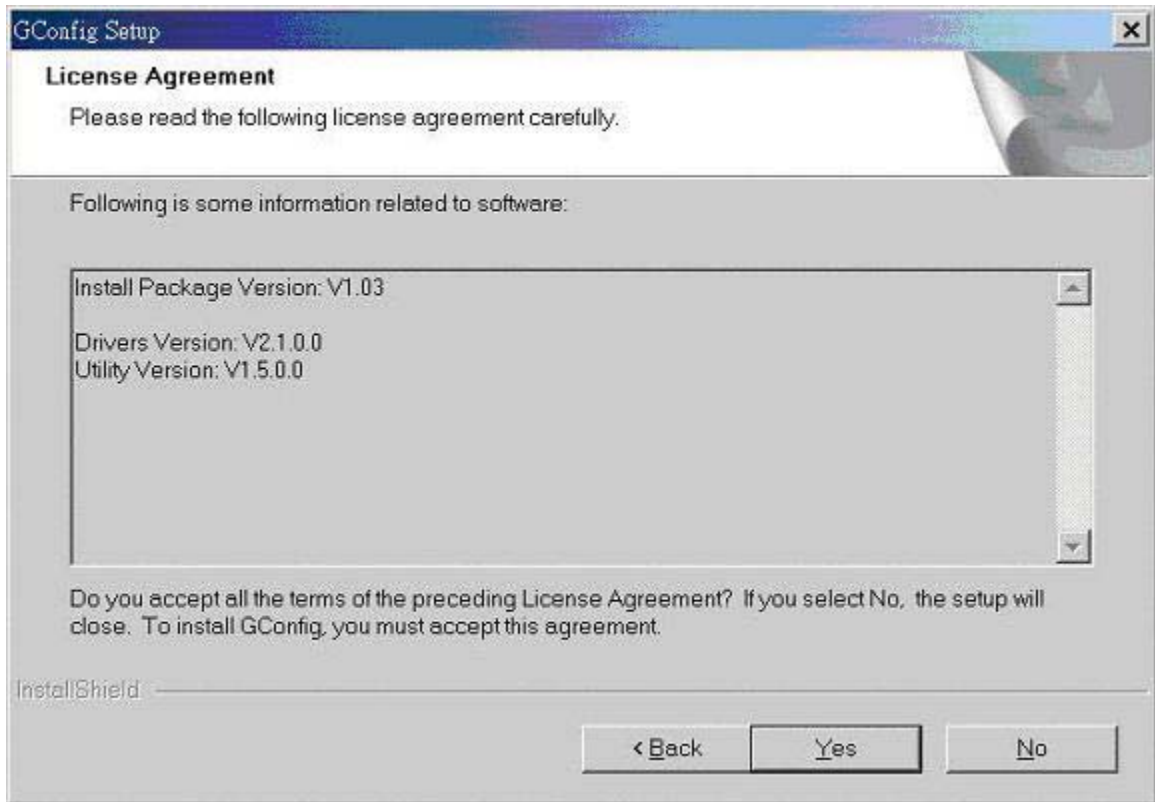 GConfig Setup
License Agreement
Please read the following license agreement carefully.
Following is some information related to software:
Install Package Version: V1.03
Drivers Version: V2.1.0.0
Utility Version: V1.5.0.0
Do you accept all the terms of the preceding License Agreement? If you select No, the setup will
close. To install GConfig, you must accept this agreement.
InstallShield
< Back Yes No